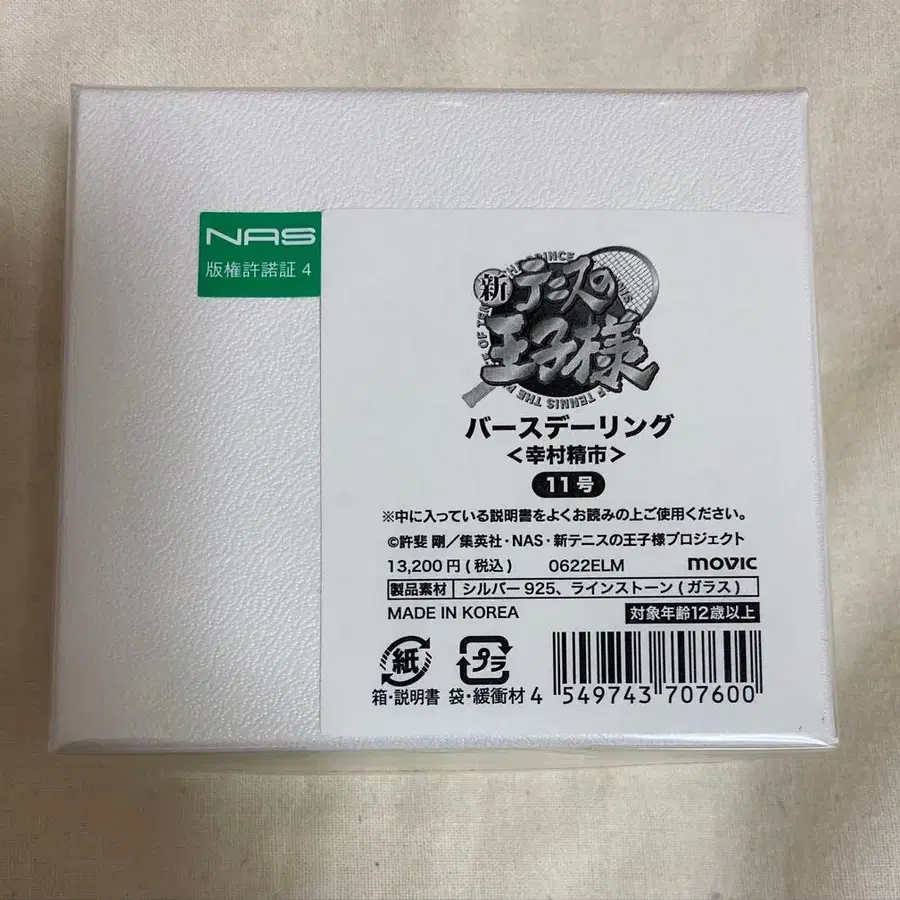 NAS
版権許諾証 4
新テニスの
王子様
バースデーリング
＜幸村精市＞
11号
※中に入っている説明書をよくお読みの上ご使用ください。
©許斐 剛／集英社・NAS・新テニスの王子様プロジェクト
13,200円(税込) 0622ELM movic
製品素材 シルバー925、ラインストーン(ガラス)
MADE IN KOREA 対象年齢12歳以上
紙 プラ
箱・説明書 袋・緩衝材 4 549743 707600